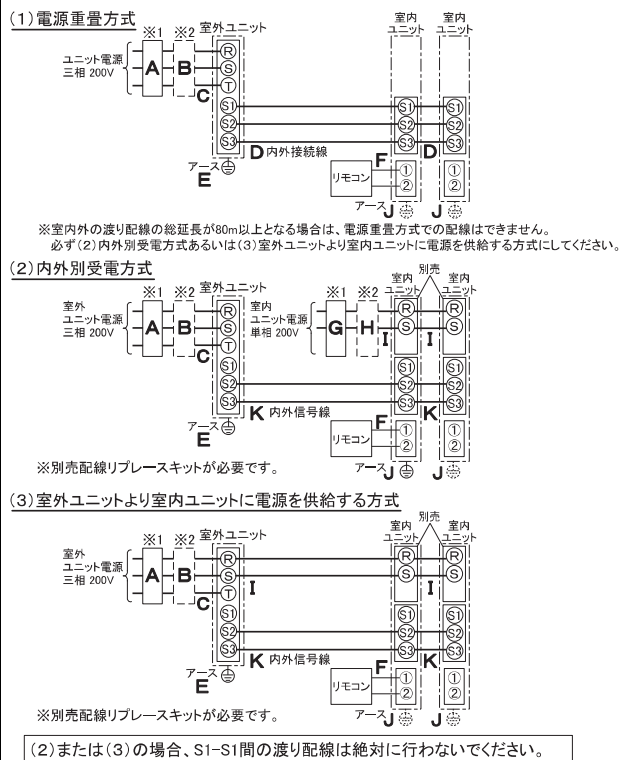 (1)電源重畳方式
※1 ※2 室外ユニット
室内ユニット 室内ユニット
ユニット電源
三相 200V
A B C
R
S
T
S1 S1 S1
S2 S2 S2
S3 S3 S3
D 内外接続線 F D
リモコン ① ①
② ②
アース E
アース J J
※室内外の渡り配線の総延長が80m以上となる場合は、電源重畳方式での配線はできません。
必ず(2)内外別受電方式あるいは(3)室外ユニットより室内ユニットに電源を供給する方式にしてください。
(2)内外別受電方式
※1 ※2 室外ユニット
※1 ※2 室内ユニット 別売 室内ユニット
室外
ユニット電源
三相 200V
A B C
室内
ユニット電源
単相 200V
G H I I
R R R
S S S
T
S1 S1 S1
S2 S2 S2
S3 S3 S3
K 内外信号線 F K
リモコン ① ①
② ②
アース E
アース J J
※別売配線リプレースキットが必要です。
(3)室外ユニットより室内ユニットに電源を供給する方式
※1 ※2 室外ユニット
室内ユニット 別売 室内ユニット
室外
ユニット電源
三相 200V
A B C
R R R
S S S
T I I
S1 S1 S1
S2 S2 S2
S3 S3 S3
K 内外信号線 F K
リモコン ① ①
② ②
アース E
アース J J
※別売配線リプレースキットが必要です。
(2)または(3)の場合、S1-S1間の渡り配線は絶対に行わないでください。